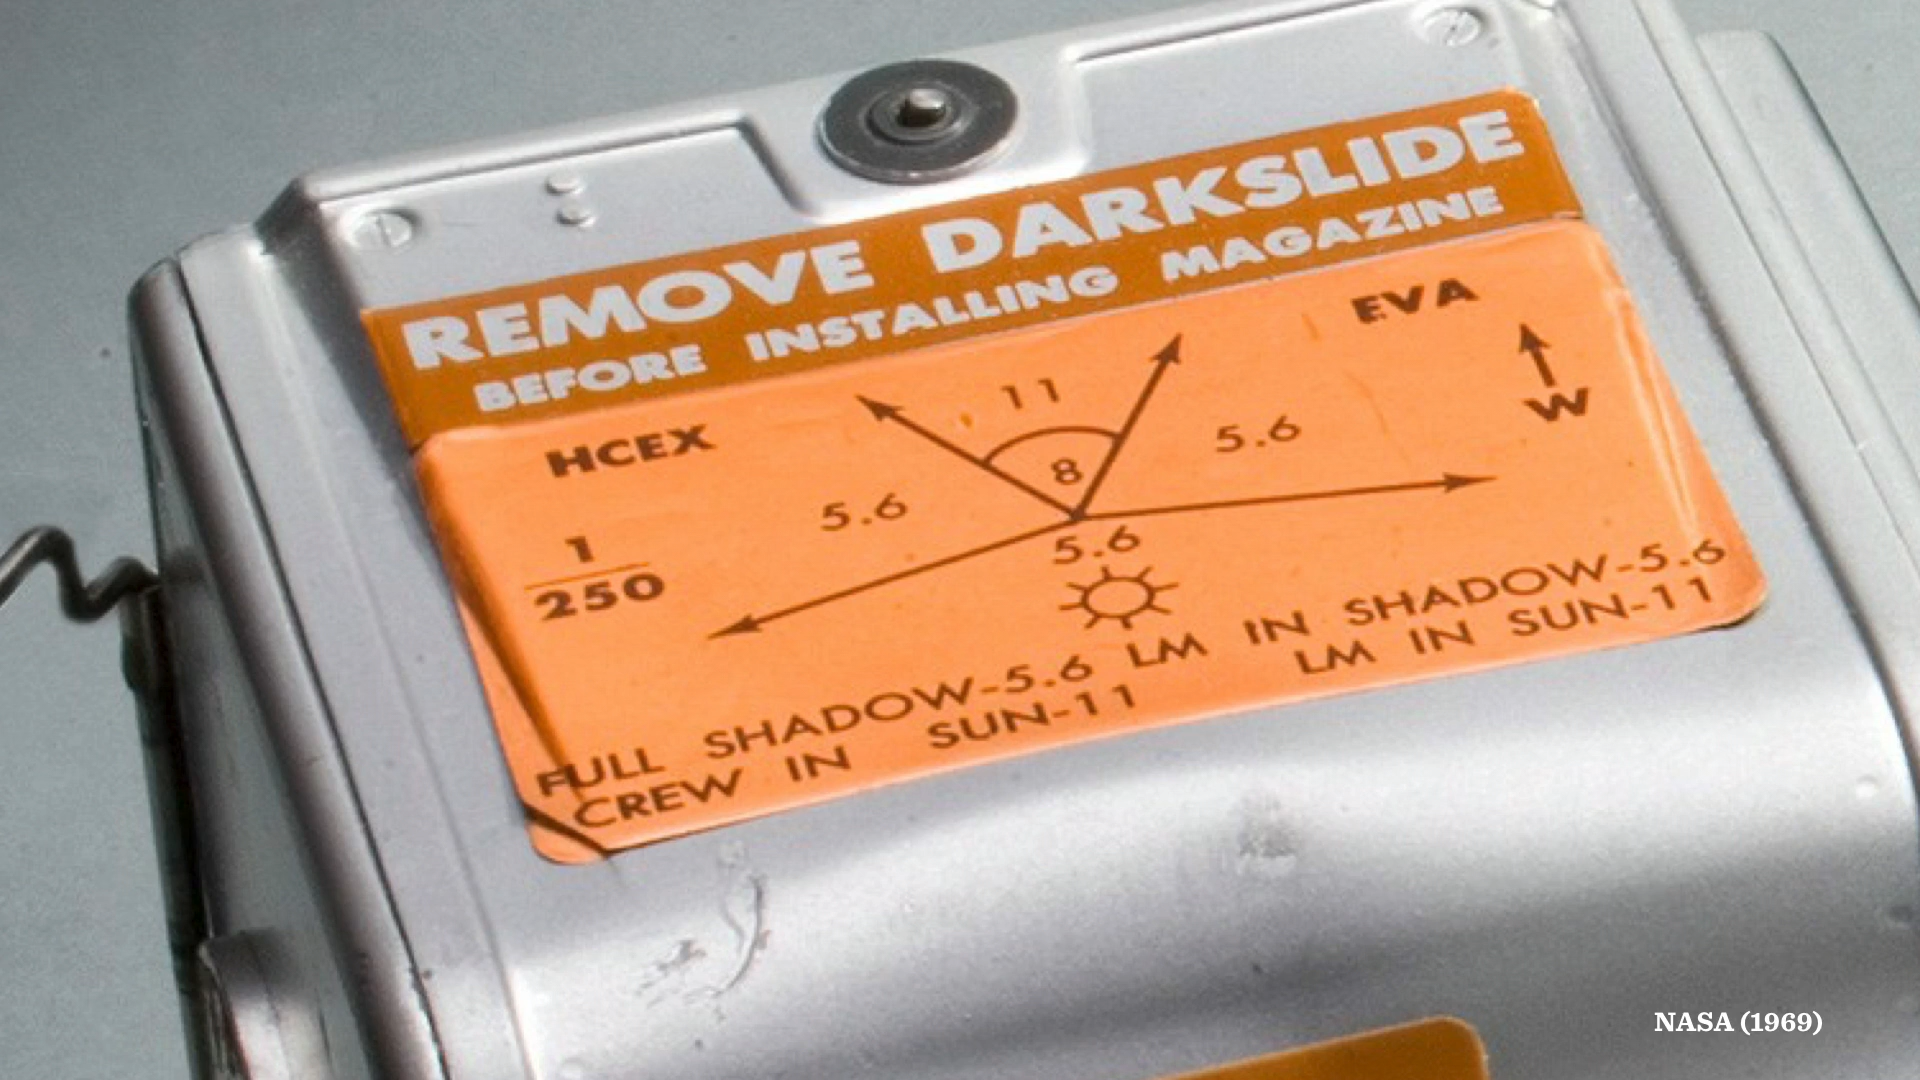 REMOVE DARKSLIDE
BEFORE INSTALLING MAGAZINE
HCEX
EVA
W
11
8
5.6
5.6
5.6
1
250
FULL SHADOW-5.6 LM IN SHADOW-5.6
CREW IN SUN-11 LM IN SUN-11
NASA (1969)